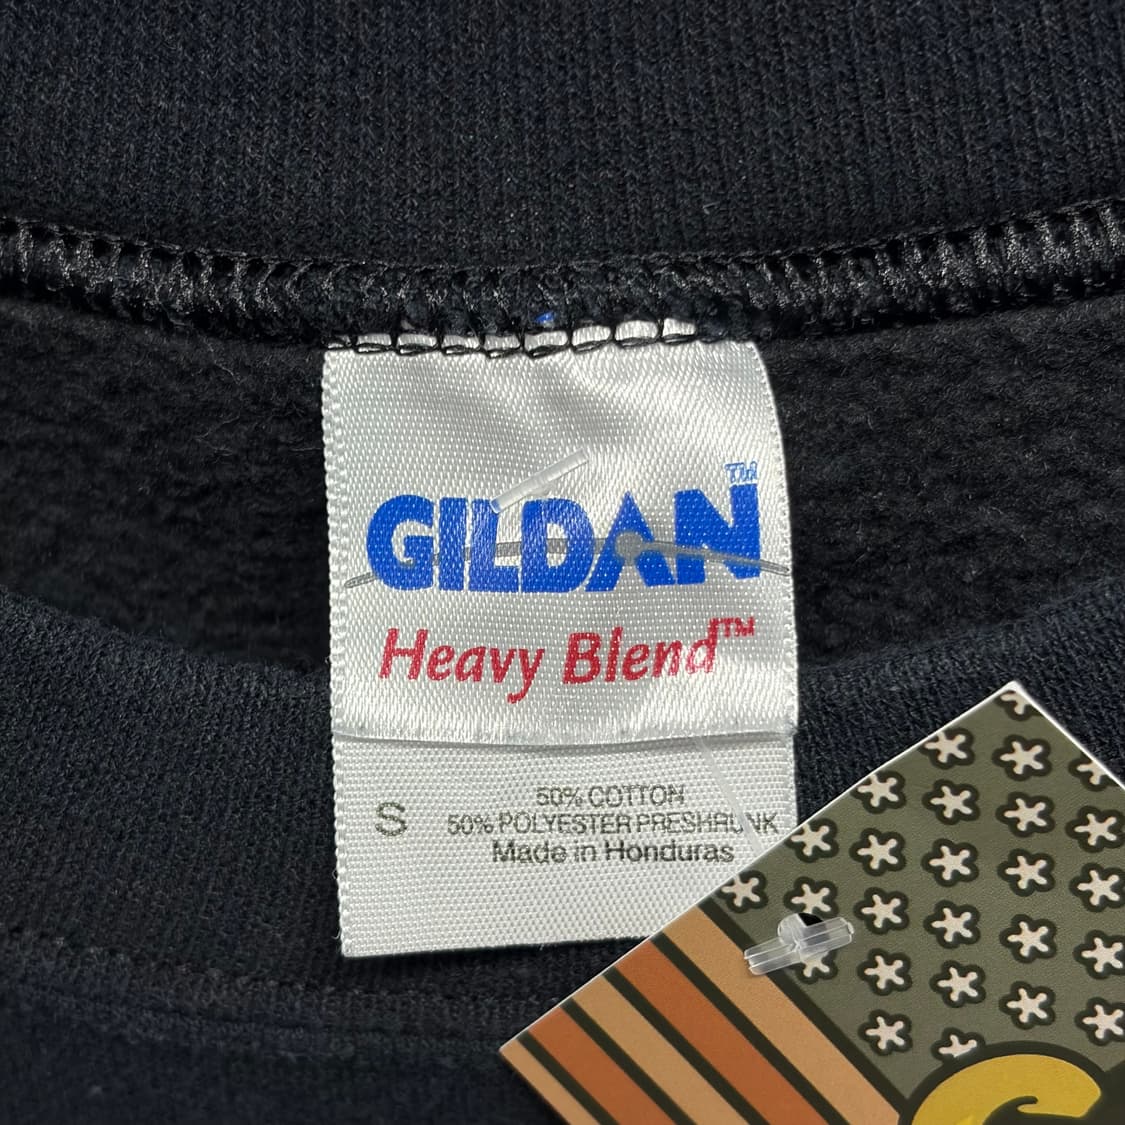 GILDAN™
Heavy Blend™
S 50% COTTON
50% POLYESTER PRESHRUNK
Made in Honduras